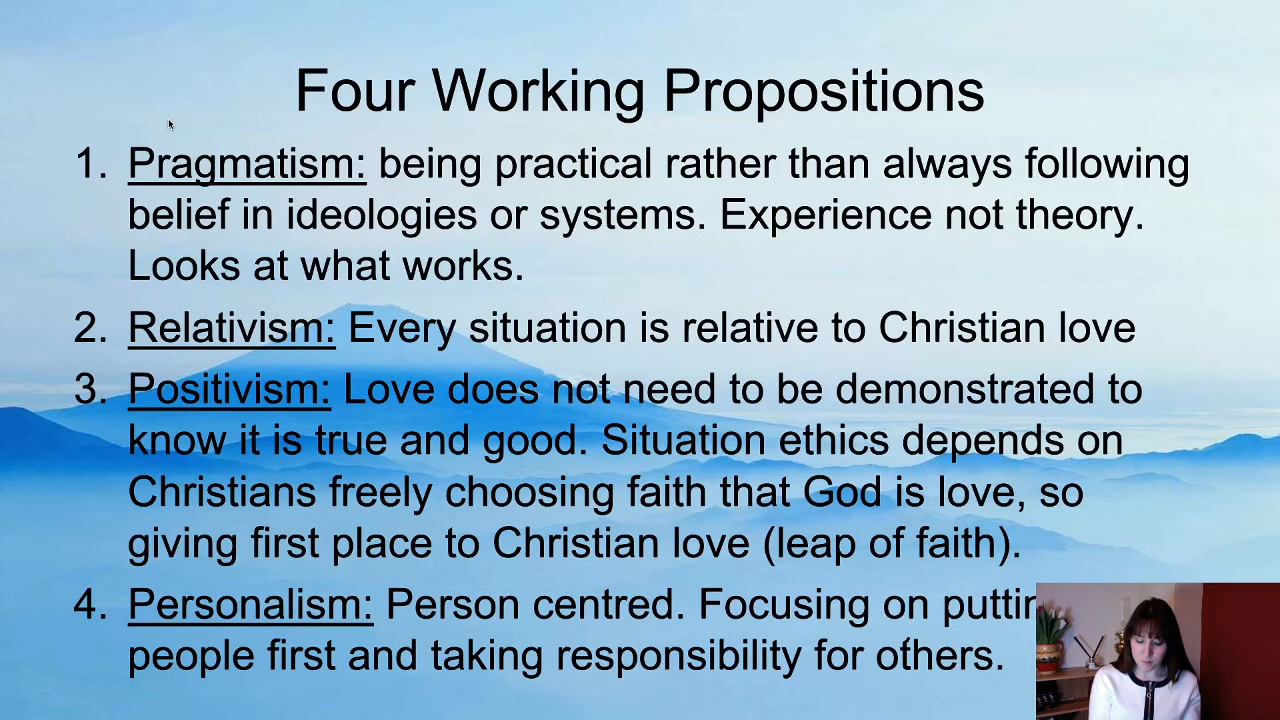 Four Working Propositions
1. Pragmatism: being practical rather than always following
belief in ideologies or systems. Experience not theory.
Looks at what works.
2. Relativism: Every situation is relative to Christian love
3. Positivism: Love does not need to be demonstrated to
know it is true and good. Situation ethics depends on
Christians freely choosing faith that God is love, so
giving first place to Christian love (leap of faith).
4. Personalism: Person centred. Focusing on
people first and taking responsibility for others.